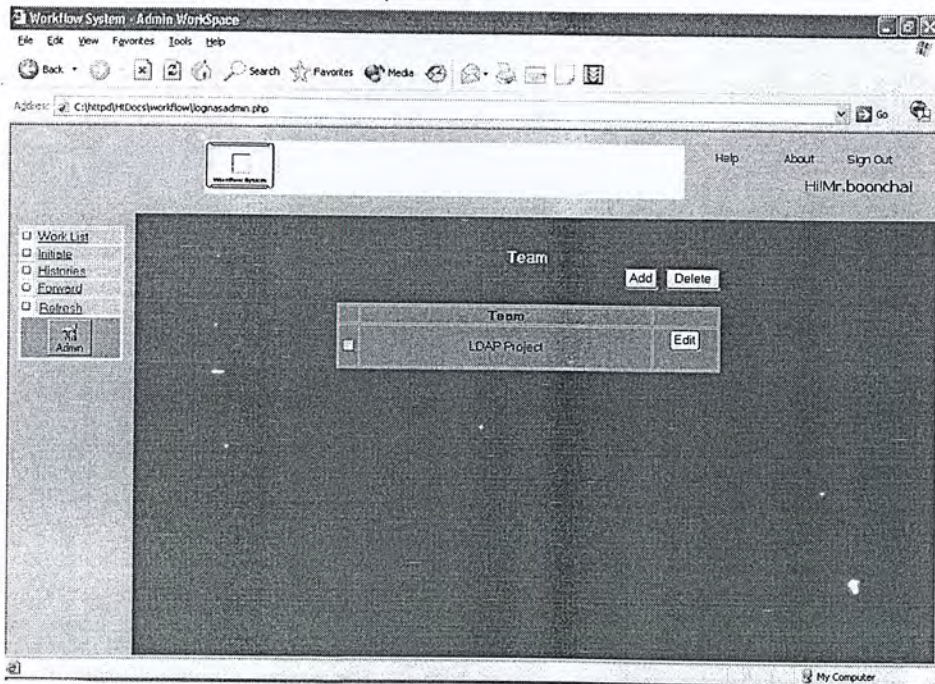 Workflow System - Admin WorkSpace
File Edit View Favorites Tools Help
Back Search Favorites Media
Address C:\httpd\HtDocs\workflow\lognasadmin.php Go
Workflow System
Help About Sign Out
Hi!Mr.boonchai
Work List
Initiate
Histories
Forward
Refresh
Admin
Team
Add Delete
Team
LDAP Project Edit
My Computer